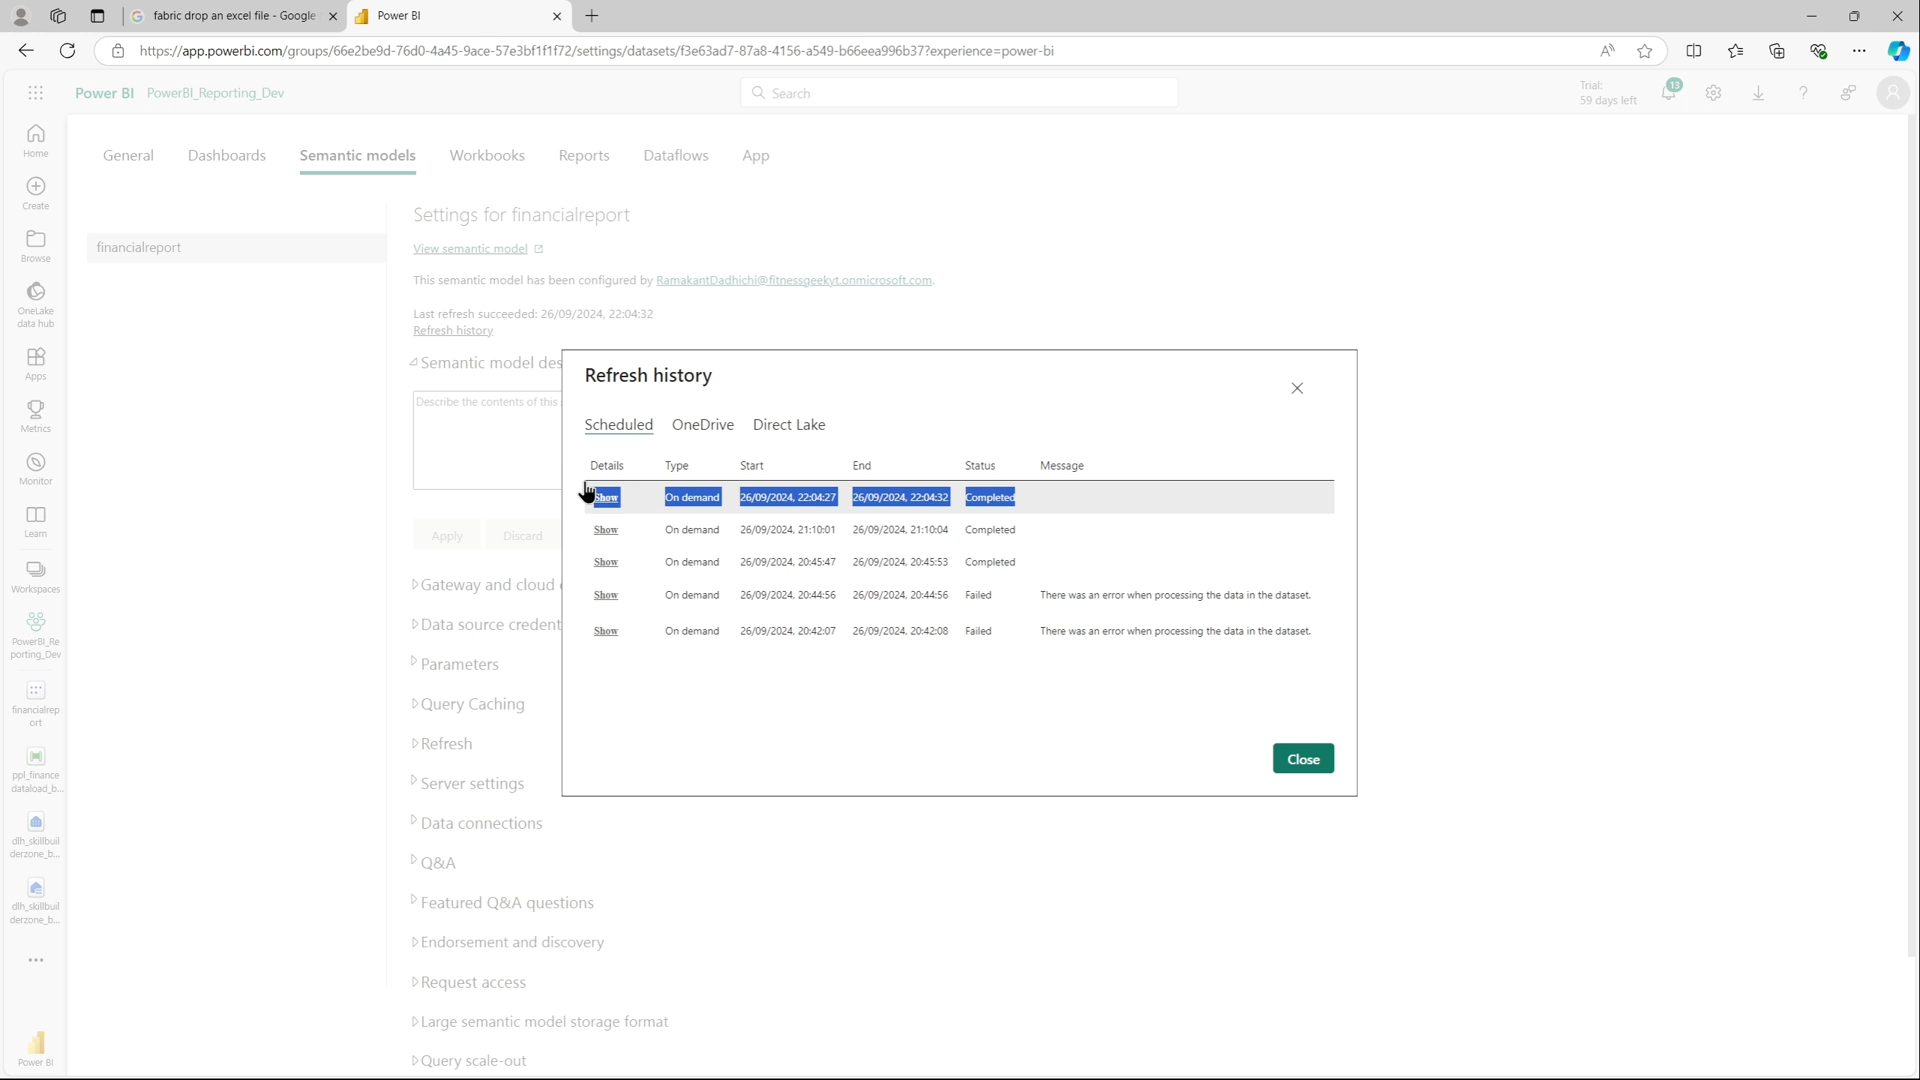 fabric drop an excel file - Google
Power BI
https://app.powerbi.com/groups/66e2be9d-76d0-4a45-9ace-57e3bf1f1f72/settings/datasets/f3e63ad7-87a8-4156-a549-b66eea996b37?experience=power-bi
Power BI PowerBI_Reporting_Dev
Search
Trial:
59 days left
13
Home
Create
Browse
OneLake
data hub
Apps
Metrics
Monitor
Learn
Workspaces
PowerBI_Re
porting_Dev
financialrep
ort
ppl_finance
dataload_b...
dlh_skillbuil
derzone_b...
dlh_skillbuil
derzone_b...
Power BI
General Dashboards Semantic models Workbooks Reports Dataflows App
financialreport
Settings for financialreport
View semantic model
This semantic model has been configured by RamakantDadhichi@fitnessgeekyt.onmicrosoft.com.
Last refresh succeeded: 26/09/2024, 22:04:32
Refresh history
Semantic model des
Describe the contents of this
Apply Discard
Gateway and cloud
Data source credent
Parameters
Query Caching
Refresh
Server settings
Data connections
Q&A
Featured Q&A questions
Endorsement and discovery
Request access
Large semantic model storage format
Query scale-out
Refresh history
Scheduled OneDrive Direct Lake
Details Type Start End Status Message
Show On demand 26/09/2024, 22:04:27 26/09/2024, 22:04:32 Completed
Show On demand 26/09/2024, 21:10:01 26/09/2024, 21:10:04 Completed
Show On demand 26/09/2024, 20:45:47 26/09/2024, 20:45:53 Completed
Show On demand 26/09/2024, 20:44:56 26/09/2024, 20:44:56 Failed There was an error when processing the data in the dataset.
Show On demand 26/09/2024, 20:42:07 26/09/2024, 20:42:08 Failed There was an error when processing the data in the dataset.
Close